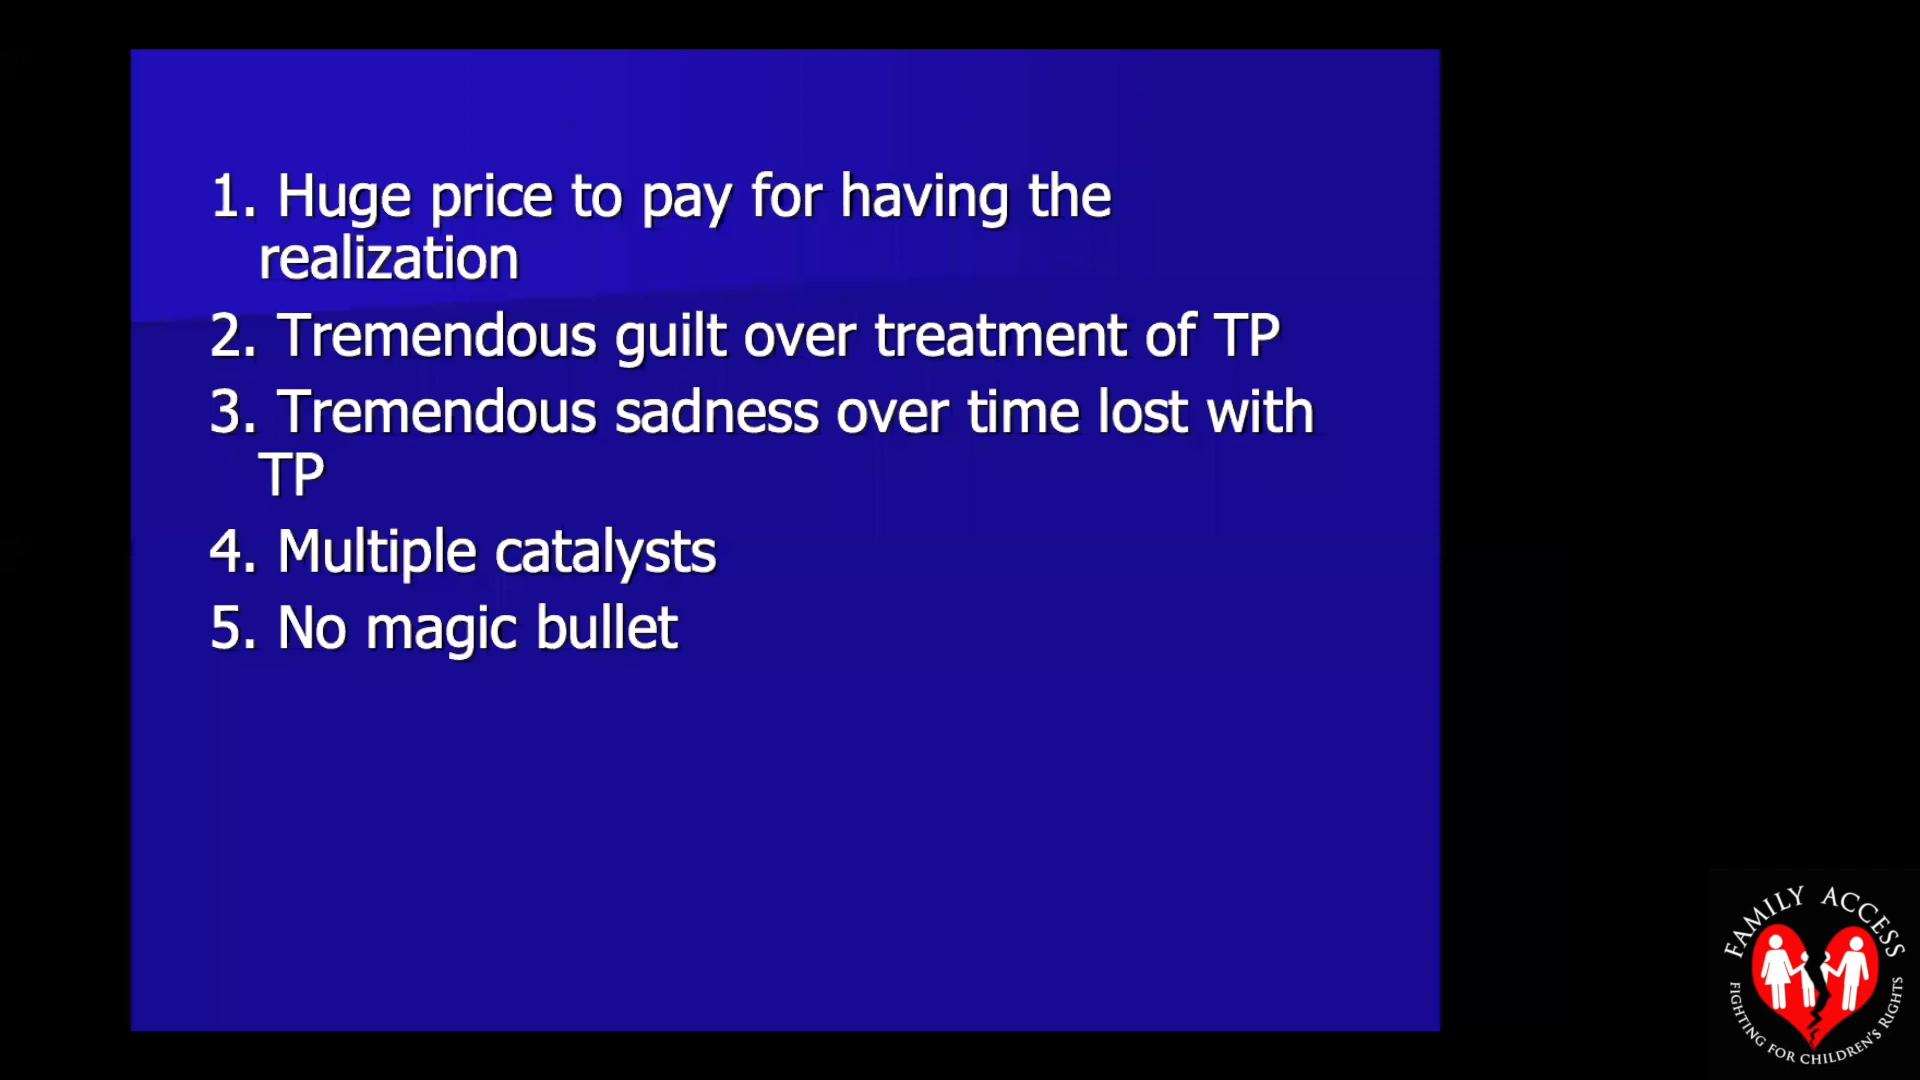 1. Huge price to pay for having the
realization
2. Tremendous guilt over treatment of TP
3. Tremendous sadness over time lost with
TP
4. Multiple catalysts
5. No magic bullet
FAMILY ACCESS
FIGHTING FOR CHILDREN'S RIGHTS